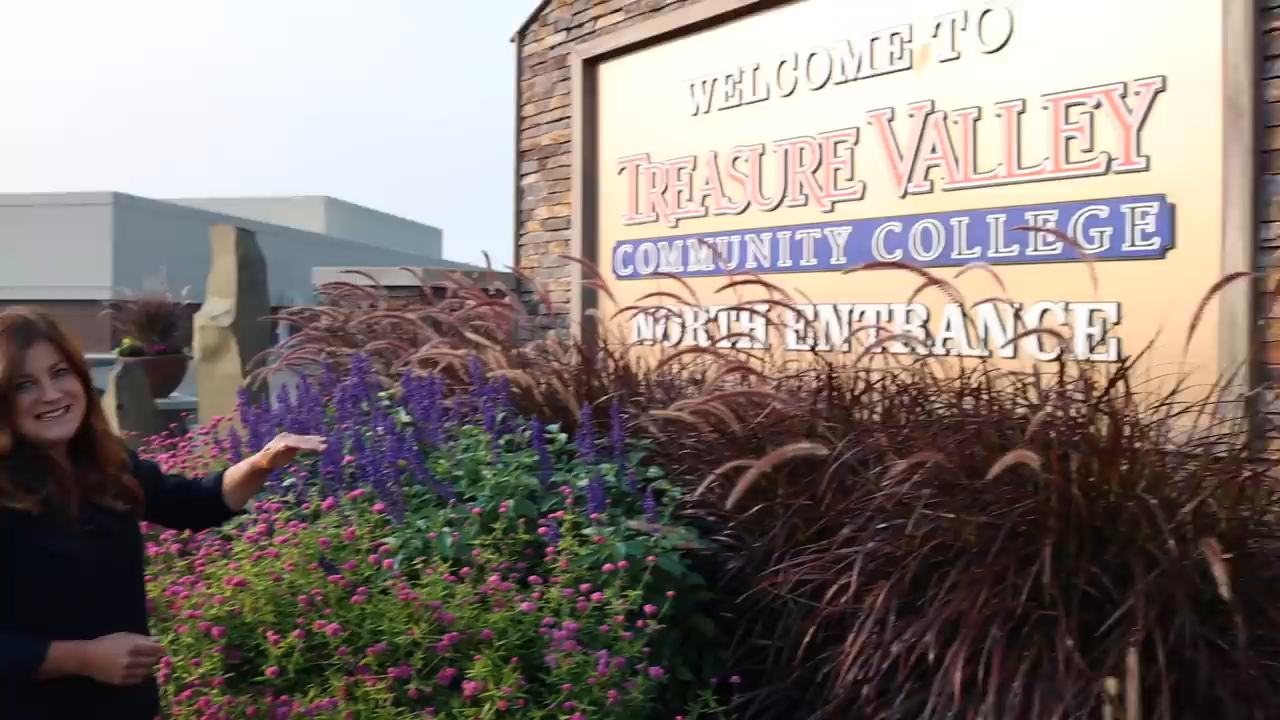 WELCOME TO
TREASURE VALLEY
COMMUNITY COLLEGE
NORTH ENTRANCE